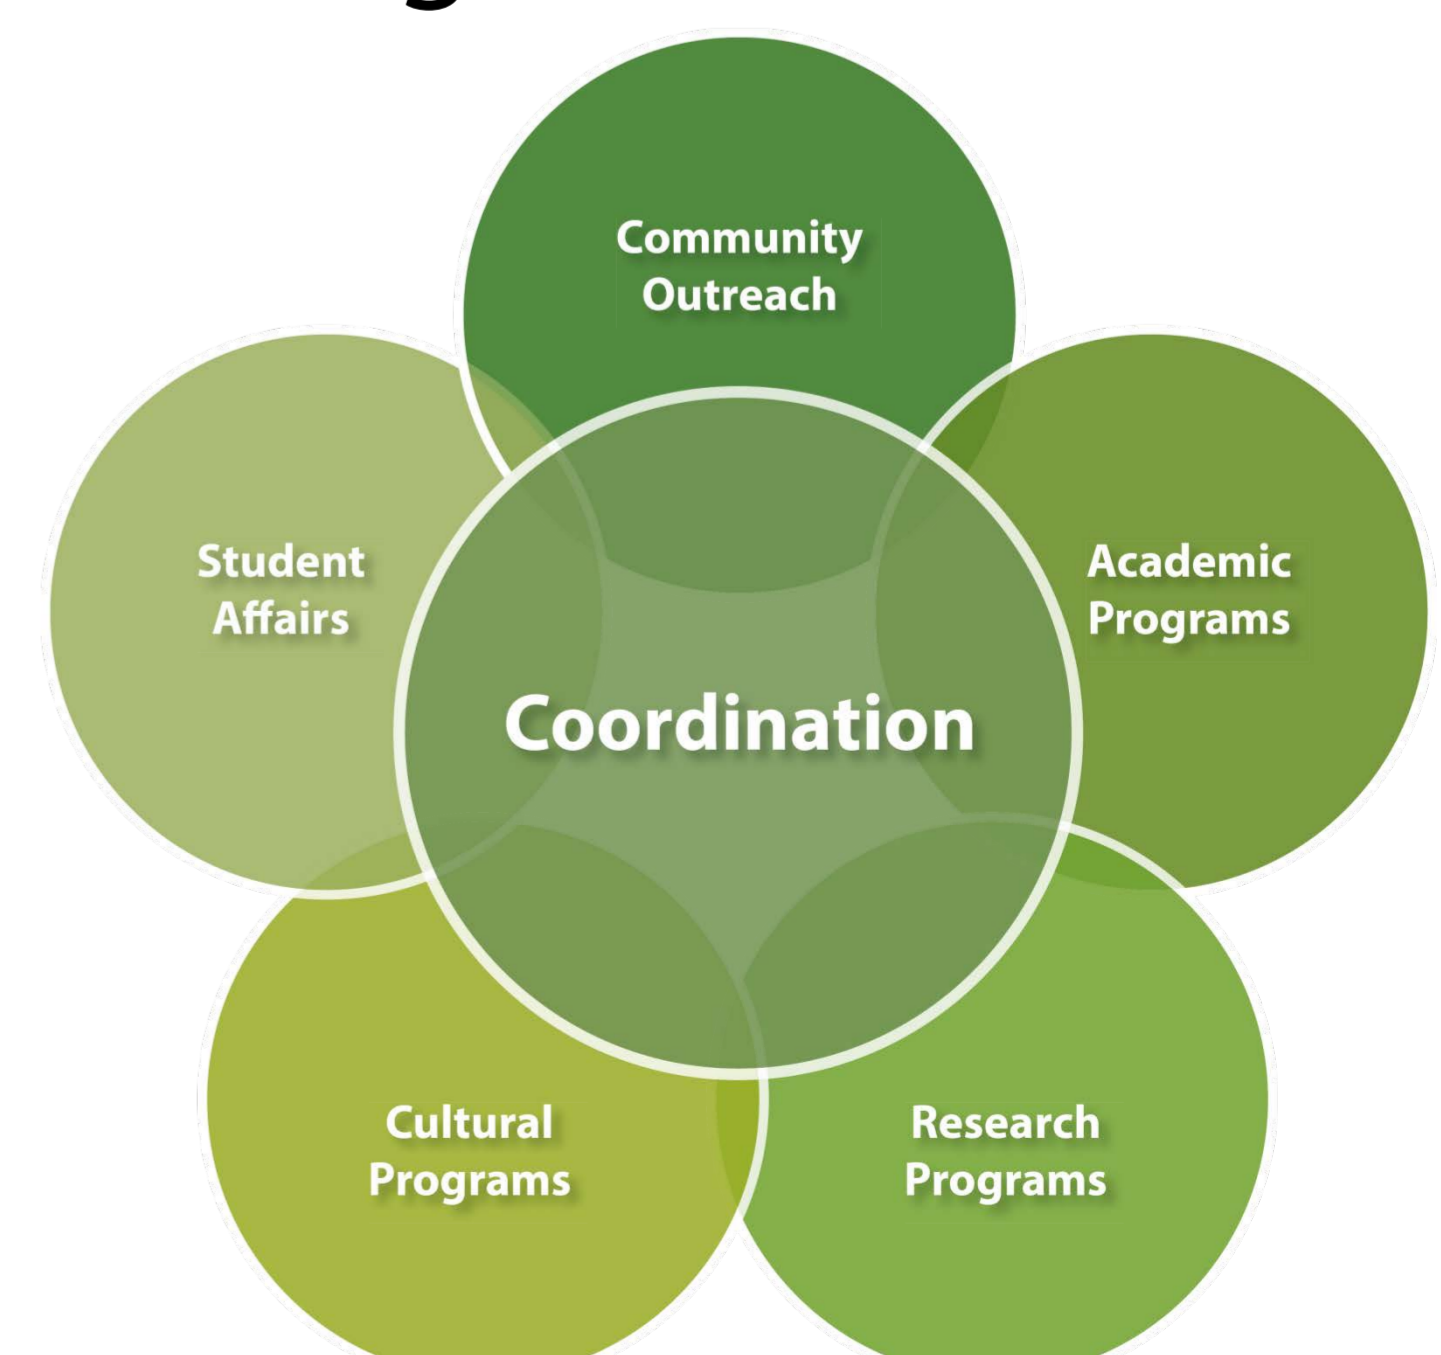 Community
Outreach
Student
Affairs
Academic
Programs
Coordination
Cultural
Programs
Research
Programs